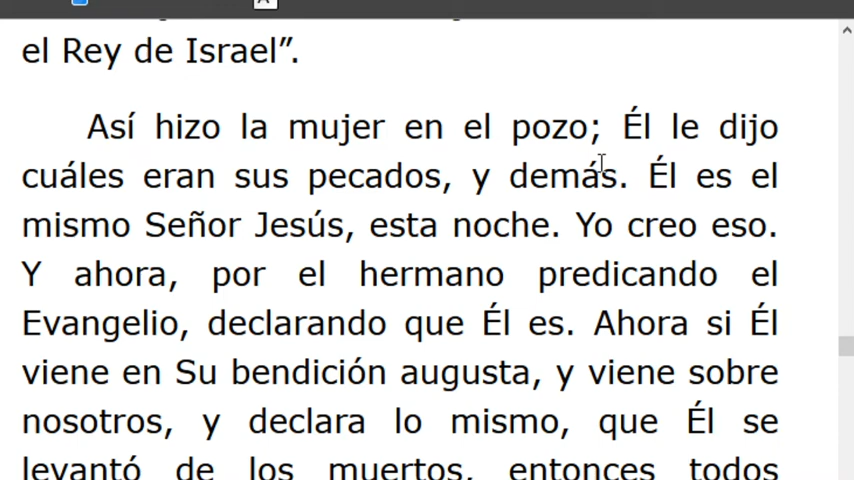 el Rey de Israel”.
Así hizo la mujer en el pozo; Él le dijo
cuáles eran sus pecados, y demás. Él es el
mismo Señor Jesús, esta noche. Yo creo eso.
Y ahora, por el hermano predicando el
Evangelio, declarando que Él es. Ahora si Él
viene en Su bendición augusta, y viene sobre
nosotros, y declara lo mismo, que Él se
levantó de los muertos, entonces todos